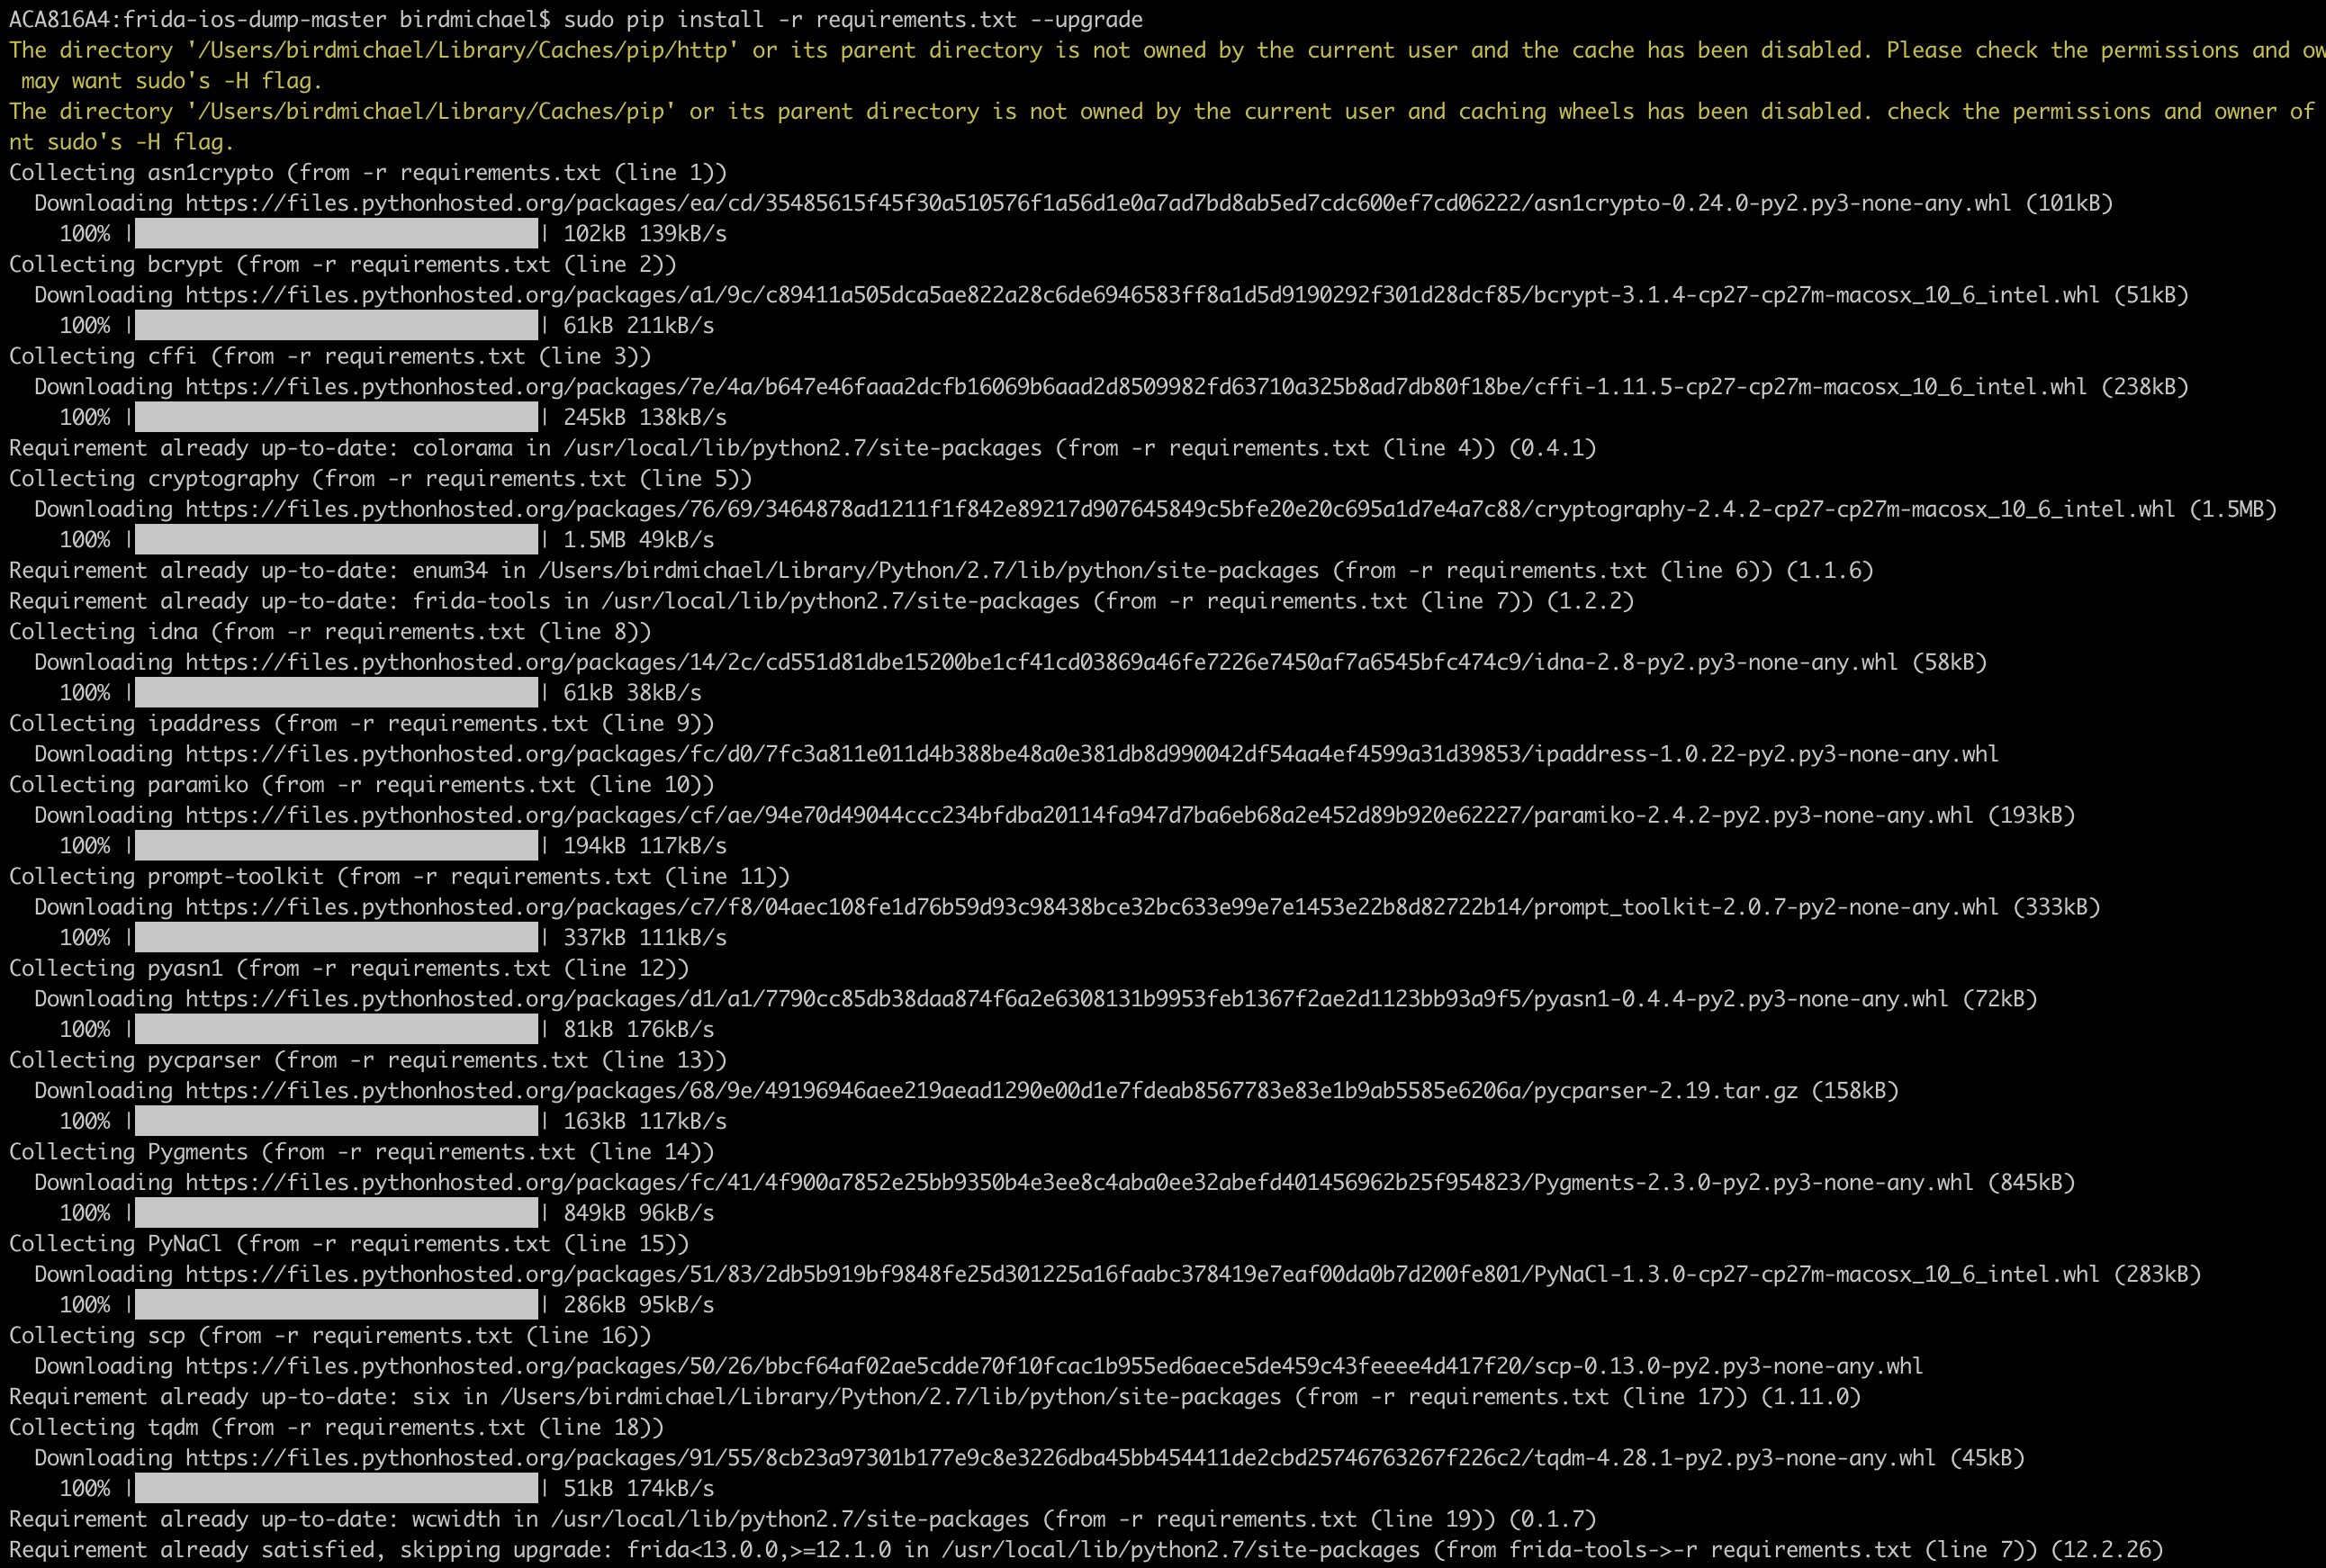 ACA816A4:frida-ios-dump-master birdmichael$ sudo pip install -r requirements.txt --upgrade
The directory '/Users/birdmichael/Library/Caches/pip/http' or its parent directory is not owned by the current user and the cache has been disabled. Please check the permissions and ow
 may want sudo's -H flag.
The directory '/Users/birdmichael/Library/Caches/pip' or its parent directory is not owned by the current user and caching wheels has been disabled. check the permissions and owner of
nt sudo's -H flag.
Collecting asn1crypto (from -r requirements.txt (line 1))
  Downloading https://files.pythonhosted.org/packages/ea/cd/35485615f45f30a510576f1a56d1e0a7ad7bd8ab5ed7cdc600ef7cd06222/asn1crypto-0.24.0-py2.py3-none-any.whl (101kB)
    100% |████████████████████████████████| 102kB 139kB/s
Collecting bcrypt (from -r requirements.txt (line 2))
  Downloading https://files.pythonhosted.org/packages/a1/9c/c89411a505dca5ae822a28c6de6946583ff8a1d5d9190292f301d28dcf85/bcrypt-3.1.4-cp27-cp27m-macosx_10_6_intel.whl (51kB)
    100% |████████████████████████████████| 61kB 211kB/s
Collecting cffi (from -r requirements.txt (line 3))
  Downloading https://files.pythonhosted.org/packages/7e/4a/b647e46faaa2dcfb16069b6aad2d8509982fd63710a325b8ad7db80f18be/cffi-1.11.5-cp27-cp27m-macosx_10_6_intel.whl (238kB)
    100% |████████████████████████████████| 245kB 138kB/s
Requirement already up-to-date: colorama in /usr/local/lib/python2.7/site-packages (from -r requirements.txt (line 4)) (0.4.1)
Collecting cryptography (from -r requirements.txt (line 5))
  Downloading https://files.pythonhosted.org/packages/76/69/3464878ad1211f1f842e89217d907645849c5bfe20e20c695a1d7e4a7c88/cryptography-2.4.2-cp27-cp27m-macosx_10_6_intel.whl (1.5MB)
    100% |████████████████████████████████| 1.5MB 49kB/s
Requirement already up-to-date: enum34 in /Users/birdmichael/Library/Python/2.7/lib/python/site-packages (from -r requirements.txt (line 6)) (1.1.6)
Requirement already up-to-date: frida-tools in /usr/local/lib/python2.7/site-packages (from -r requirements.txt (line 7)) (1.2.2)
Collecting idna (from -r requirements.txt (line 8))
  Downloading https://files.pythonhosted.org/packages/14/2c/cd551d81dbe15200be1cf41cd03869a46fe7226e7450af7a6545bfc474c9/idna-2.8-py2.py3-none-any.whl (58kB)
    100% |████████████████████████████████| 61kB 38kB/s
Collecting ipaddress (from -r requirements.txt (line 9))
  Downloading https://files.pythonhosted.org/packages/fc/d0/7fc3a811e011d4b388be48a0e381db8d990042df54aa4ef4599a31d39853/ipaddress-1.0.22-py2.py3-none-any.whl
Collecting paramiko (from -r requirements.txt (line 10))
  Downloading https://files.pythonhosted.org/packages/cf/ae/94e70d49044ccc234bfdba20114fa947d7ba6eb68a2e452d89b920e62227/paramiko-2.4.2-py2.py3-none-any.whl (193kB)
    100% |████████████████████████████████| 194kB 117kB/s
Collecting prompt-toolkit (from -r requirements.txt (line 11))
  Downloading https://files.pythonhosted.org/packages/c7/f8/04aec108fe1d76b59d93c98438bce32bc633e99e7e1453e22b8d82722b14/prompt_toolkit-2.0.7-py2-none-any.whl (333kB)
    100% |████████████████████████████████| 337kB 111kB/s
Collecting pyasn1 (from -r requirements.txt (line 12))
  Downloading https://files.pythonhosted.org/packages/d1/a1/7790cc85db38daa874f6a2e6308131b9953feb1367f2ae2d1123bb93a9f5/pyasn1-0.4.4-py2.py3-none-any.whl (72kB)
    100% |████████████████████████████████| 81kB 176kB/s
Collecting pycparser (from -r requirements.txt (line 13))
  Downloading https://files.pythonhosted.org/packages/68/9e/49196946aee219aead1290e00d1e7fdeab8567783e83e1b9ab5585e6206a/pycparser-2.19.tar.gz (158kB)
    100% |████████████████████████████████| 163kB 117kB/s
Collecting Pygments (from -r requirements.txt (line 14))
  Downloading https://files.pythonhosted.org/packages/fc/41/4f900a7852e25bb9350b4e3ee8c4aba0ee32abefd401456962b25f954823/Pygments-2.3.0-py2.py3-none-any.whl (845kB)
    100% |████████████████████████████████| 849kB 96kB/s
Collecting PyNaCl (from -r requirements.txt (line 15))
  Downloading https://files.pythonhosted.org/packages/51/83/2db5b919bf9848fe25d301225a16faabc378419e7eaf00da0b7d200fe801/PyNaCl-1.3.0-cp27-cp27m-macosx_10_6_intel.whl (283kB)
    100% |████████████████████████████████| 286kB 95kB/s
Collecting scp (from -r requirements.txt (line 16))
  Downloading https://files.pythonhosted.org/packages/50/26/bbcf64af02ae5cdde70f10fcac1b955ed6aece5de459c43feeee4d417f20/scp-0.13.0-py2.py3-none-any.whl
Requirement already up-to-date: six in /Users/birdmichael/Library/Python/2.7/lib/python/site-packages (from -r requirements.txt (line 17)) (1.11.0)
Collecting tqdm (from -r requirements.txt (line 18))
  Downloading https://files.pythonhosted.org/packages/91/55/8cb23a97301b177e9c8e3226dba45bb454411de2cbd25746763267f226c2/tqdm-4.28.1-py2.py3-none-any.whl (45kB)
    100% |████████████████████████████████| 51kB 174kB/s
Requirement already up-to-date: wcwidth in /usr/local/lib/python2.7/site-packages (from -r requirements.txt (line 19)) (0.1.7)
Requirement already satisfied, skipping upgrade: frida<13.0.0,>=12.1.0 in /usr/local/lib/python2.7/site-packages (from frida-tools->-r requirements.txt (line 7)) (12.2.26)